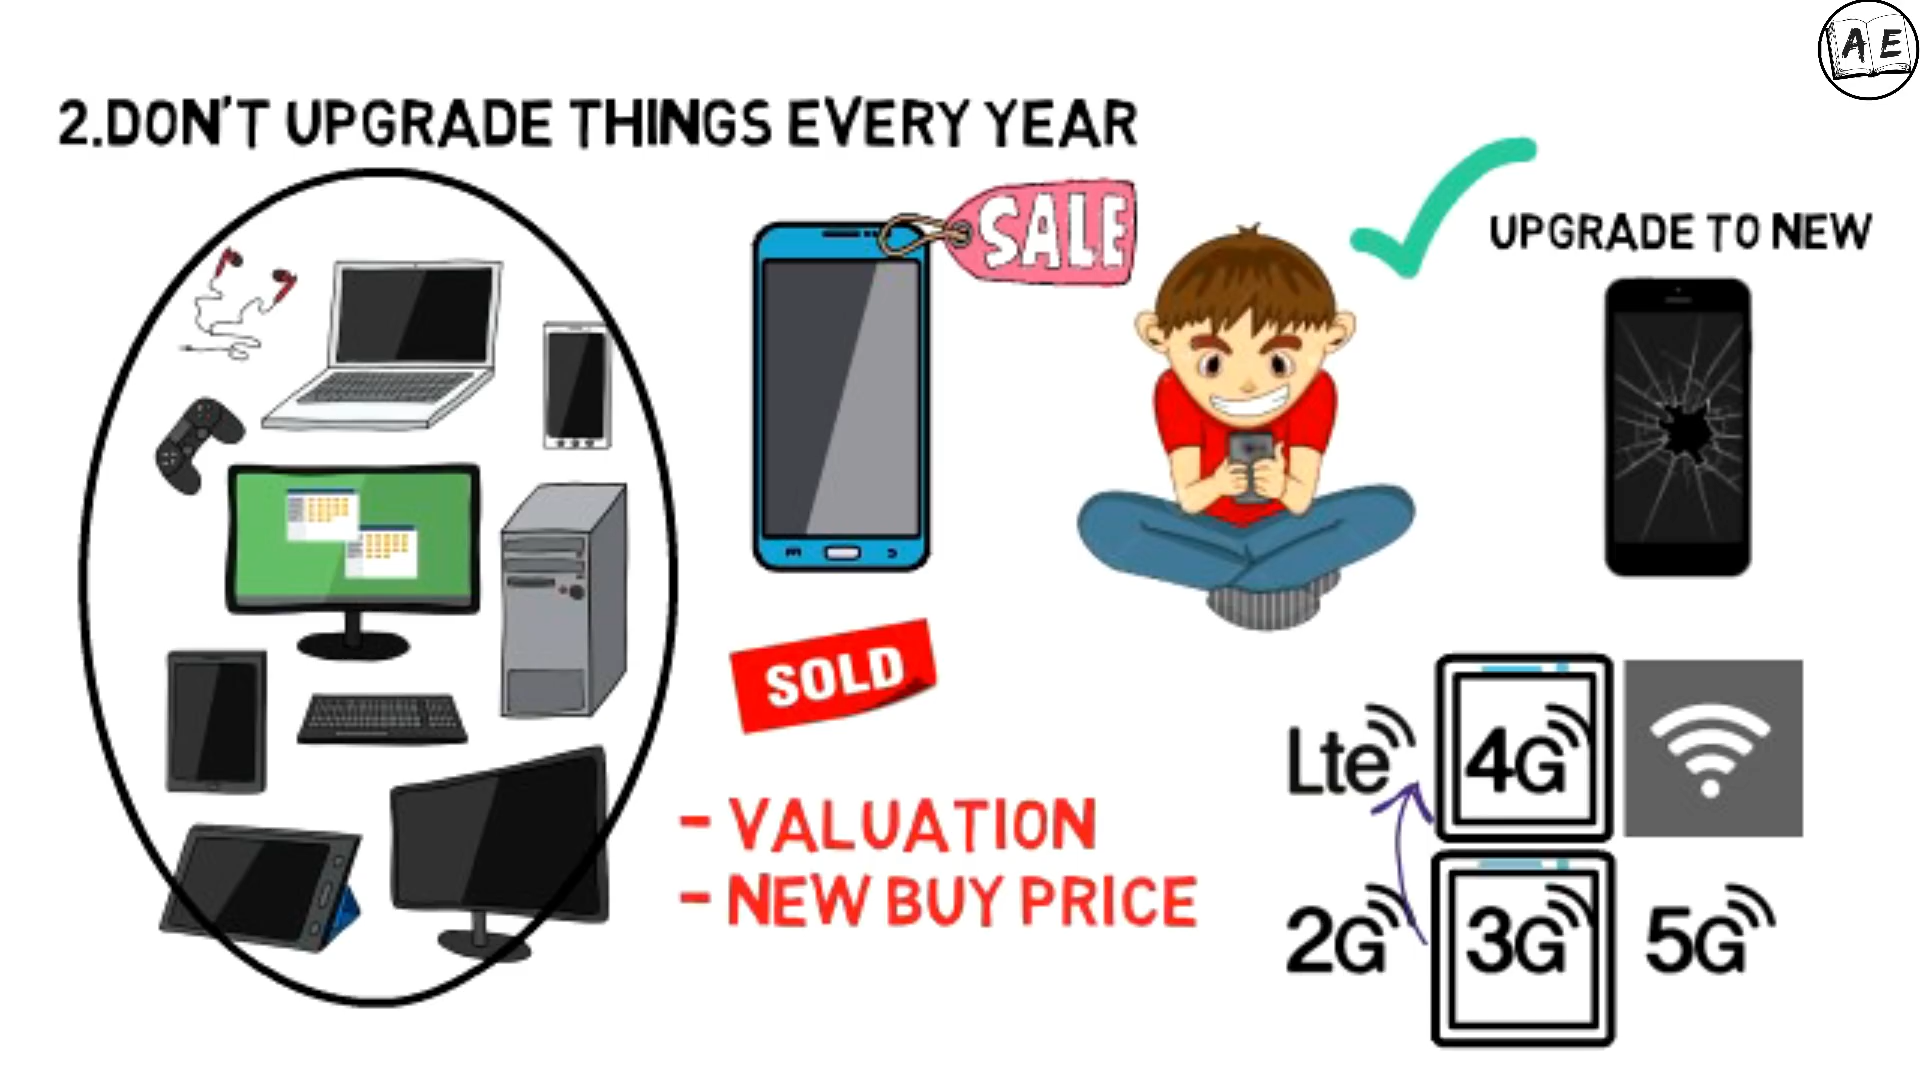 A E
2.DON'T UPGRADE THINGS EVERY YEAR
SALE
UPGRADE TO NEW
SOLD
- VALUATION
- NEW BUY PRICE
Lte 4G
2G 3G 5G